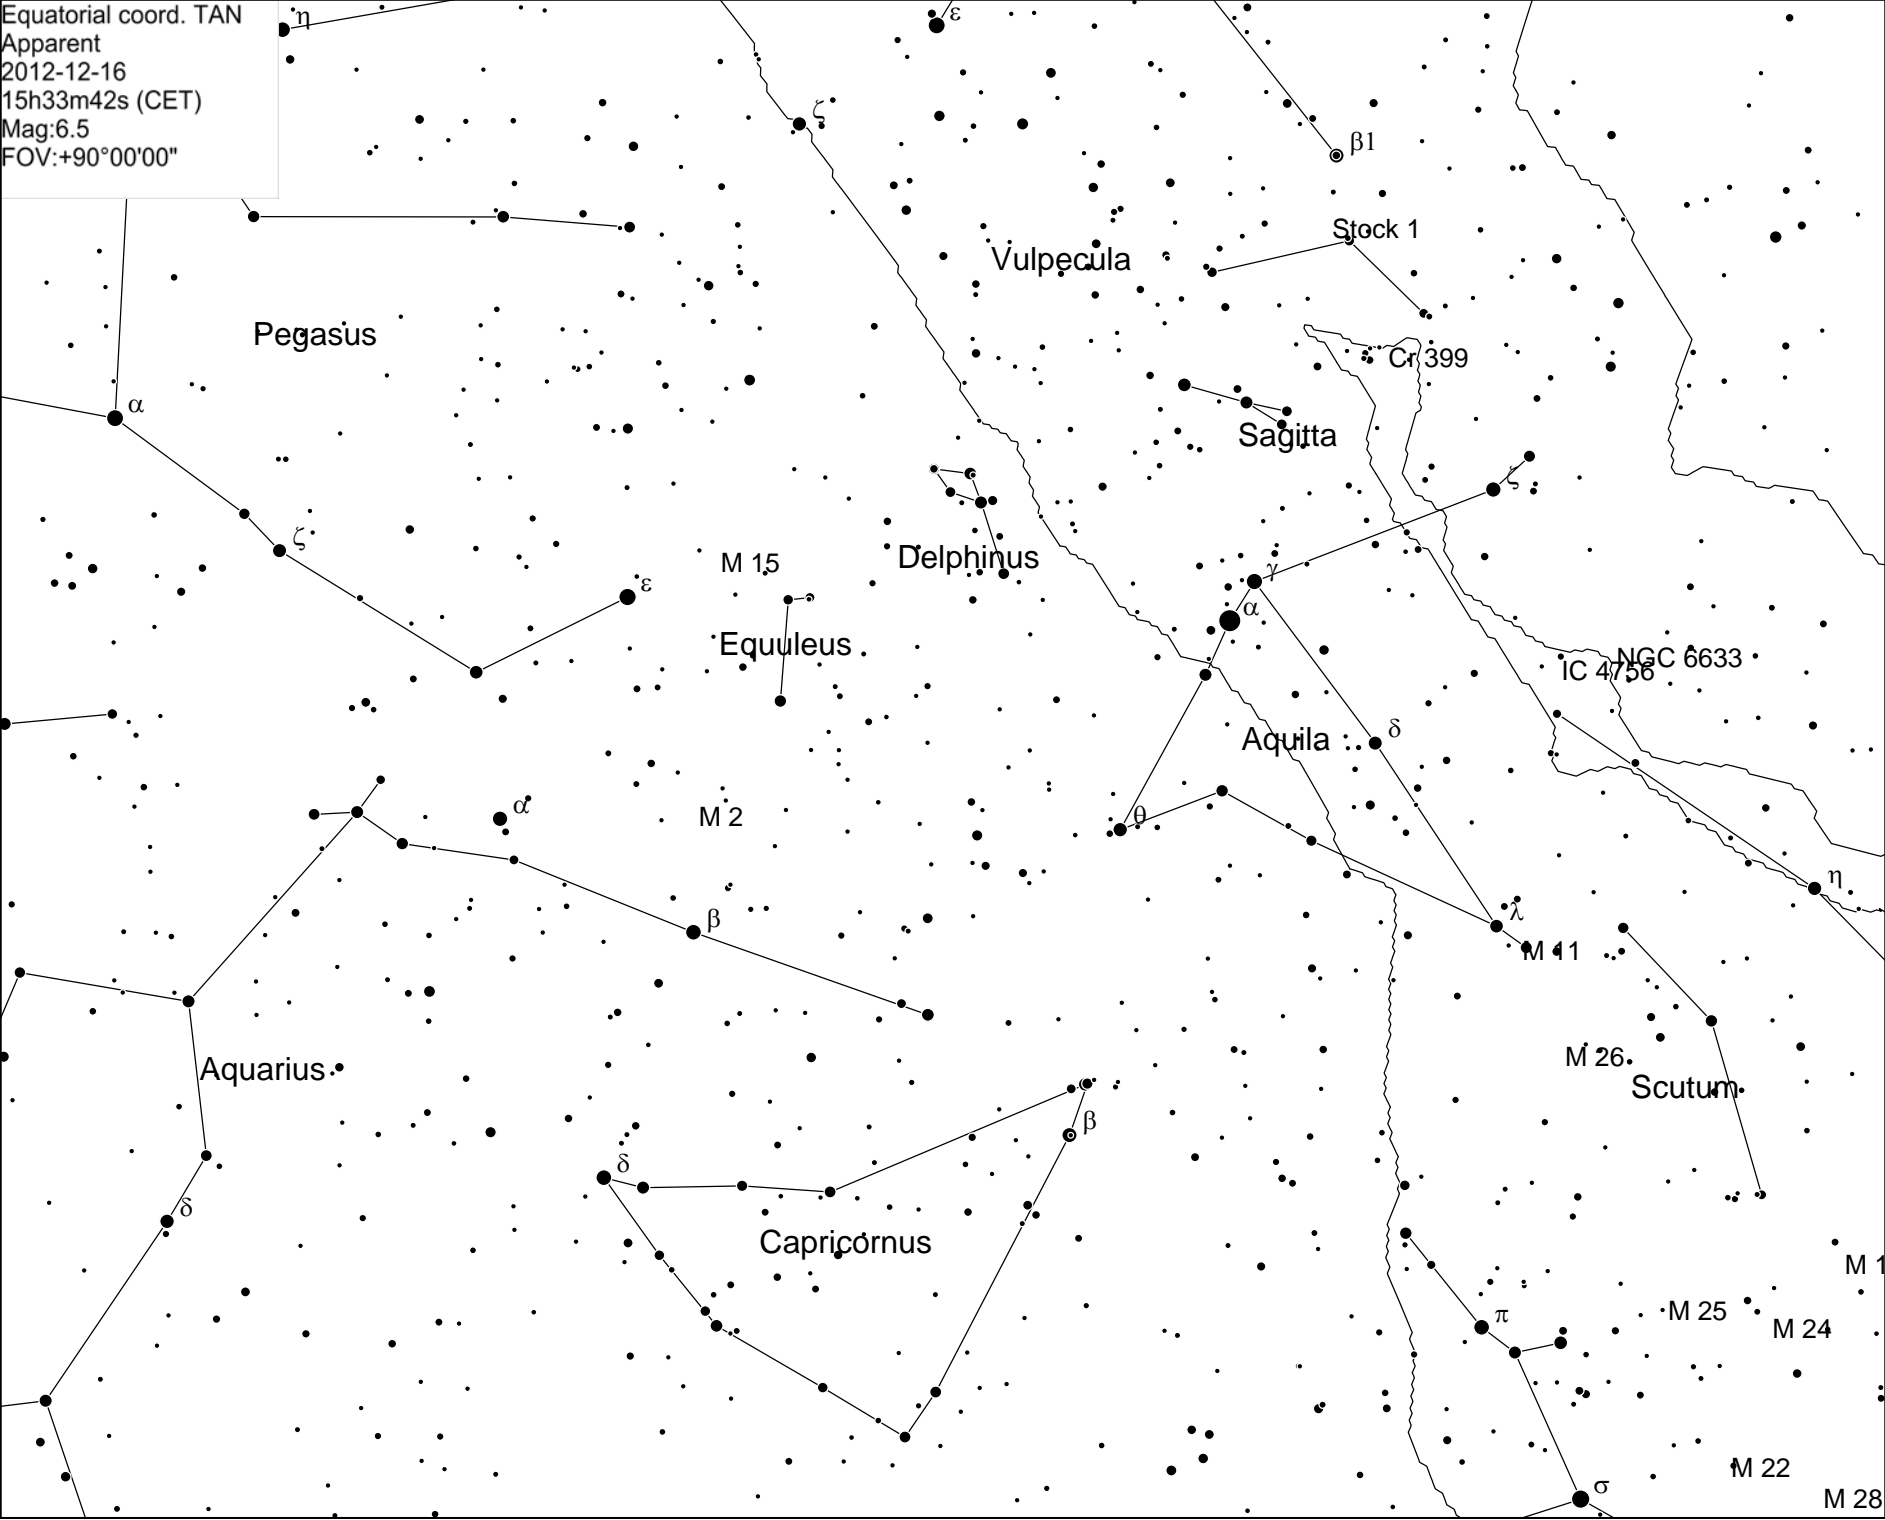 Equatorial coord. TAN
Apparent
2012-12-16
15h33m42s (CET)
Mag:6.5
FOV:+90°00'00"
η
ε
ζ
β1
Stock 1
Vulpecula
Pegasus
Cr 399
α
Sagitta
ζ
ζ
M 15
Delphinus
γ
ε
α
Equuleus
NGC 6633
IC 4756
δ
Aquila
α
M 2
θ
η
β
λ
M 11
M 26
Aquarius
Scutum
β
δ
δ
Capricornus
M 1
π
M 25
M 24
M 22
σ
M 28